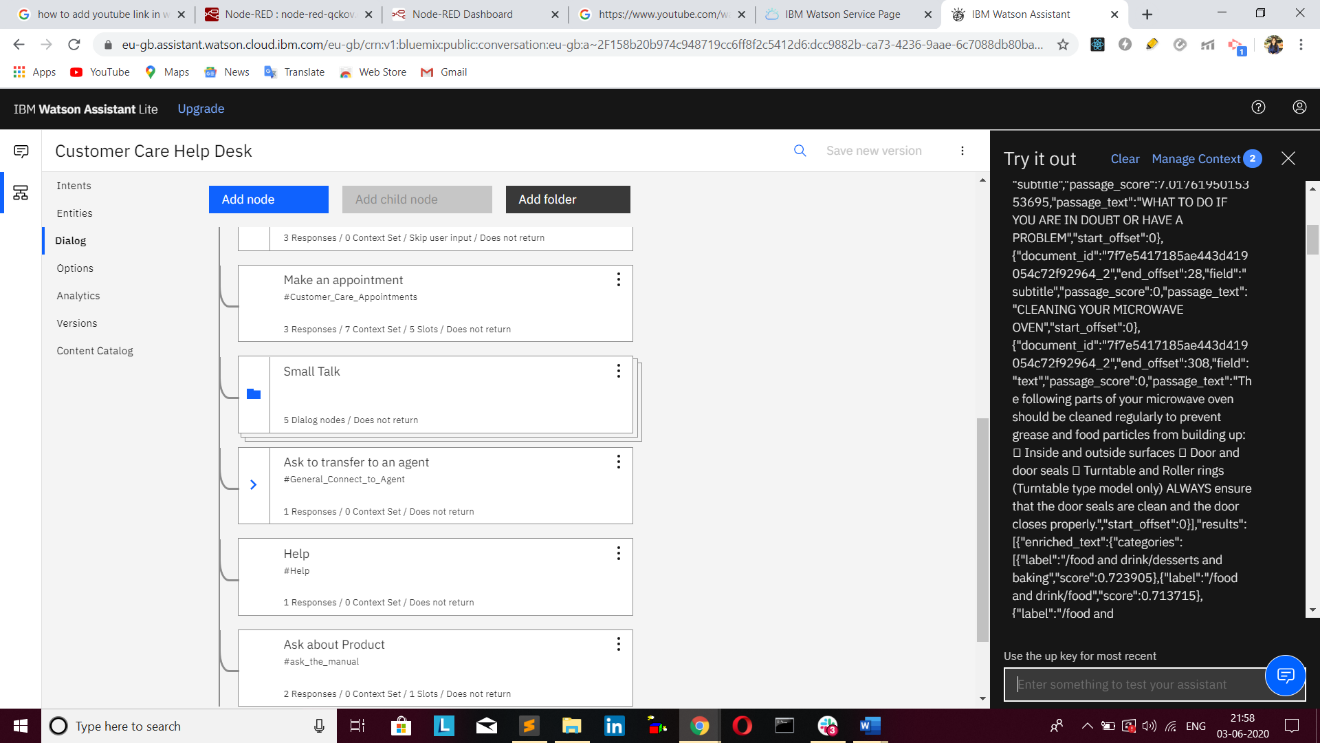 how to add youtube link in w
Node-RED : node-red-qckov
Node-RED Dashboard
https://www.youtube.com/w
IBM Watson Service Page
IBM Watson Assistant
eu-gb.assistant.watson.cloud.ibm.com/eu-gb/crn:v1:bluemix:public:conversation:eu-gb:a~2F158b20b974c948719cc6ff8f2c5412d6:dcc9882b-ca73-4236-9aae-6c7088db80ba...
1
Apps
YouTube
Maps
News
Translate
Web Store
Gmail
IBM Watson Assistant Lite
Upgrade
Customer Care Help Desk
Save new version
Intents
Entities
Dialog
Options
Analytics
Versions
Content Catalog
Add node
Add child node
Add folder
3 Responses / 0 Context Set / Skip user input / Does not return
Make an appointment
#Customer_Care_Appointments
3 Responses / 7 Context Set / 5 Slots / Does not return
Small Talk
5 Dialog nodes / Does not return
Ask to transfer to an agent
#General_Connect_to_Agent
1 Responses / 0 Context Set / Does not return
Help
#Help
1 Responses / 0 Context Set / Does not return
Ask about Product
#ask_the_manual
2 Responses / 0 Context Set / 1 Slots / Does not return
Try it out
Clear
Manage Context 2
"subtitle","passage_score":7.01761950153
53695,"passage_text":"WHAT TO DO IF
YOU ARE IN DOUBT OR HAVE A
PROBLEM","start_offset":0},
{"document_id":"7f7e5417185ae443d419
054c72f92964_2","end_offset":28,"field":"
subtitle","passage_score":0,"passage_text":
"CLEANING YOUR MICROWAVE
OVEN","start_offset":0},
{"document_id":"7f7e5417185ae443d419
054c72f92964_2","end_offset":308,"field":
"text","passage_score":0,"passage_text":"Th
e following parts of your microwave oven
should be cleaned regularly to prevent
grease and food particles from building up:
 Inside and outside surfaces  Door and
door seals  Turntable and Roller rings
(Turntable type model only) ALWAYS ensure
that the door seals are clean and the door
closes properly.","start_offset":0}],"results":
[{"enriched_text":{"categories":
[{"label":"/food and drink/desserts and
baking","score":0.723905},{"label":"/food
and drink/food","score":0.713715},
{"label":"/food and
Use the up key for most recent
Enter something to test your assistant
Type here to search
L
in
3
W
ENG
21:58
03-06-2020